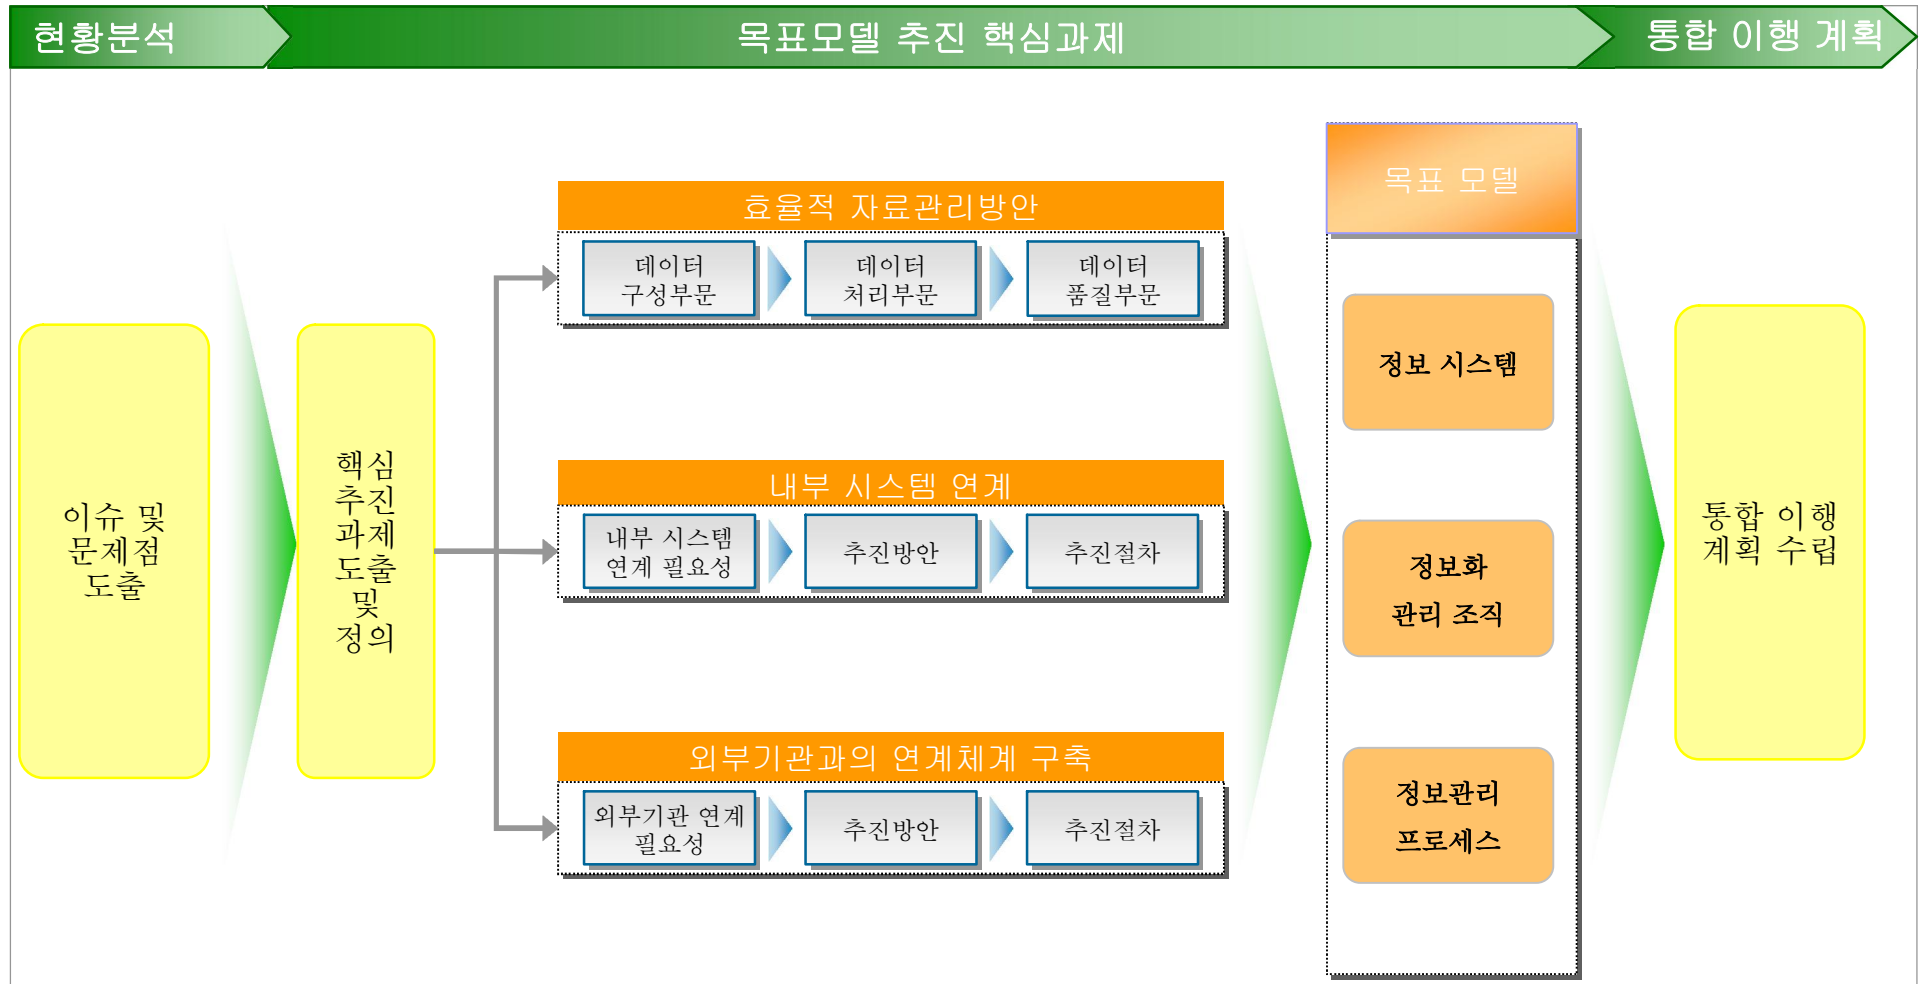 현황분석
목표모델 추진 핵심과제
통합 이행 계획
이슈 및
문제점
도출
핵심
추진
과제
도출
및
정의
효율적 자료관리방안
데이터
구성부문
데이터
처리부문
데이터
품질부문
내부 시스템 연계
내부 시스템
연계 필요성
추진방안
추진절차
외부기관과의 연계체계 구축
외부기관 연계
필요성
추진방안
추진절차
목표 모델
정보 시스템
정보화
관리 조직
정보관리
프로세스
통합 이행
계획 수립